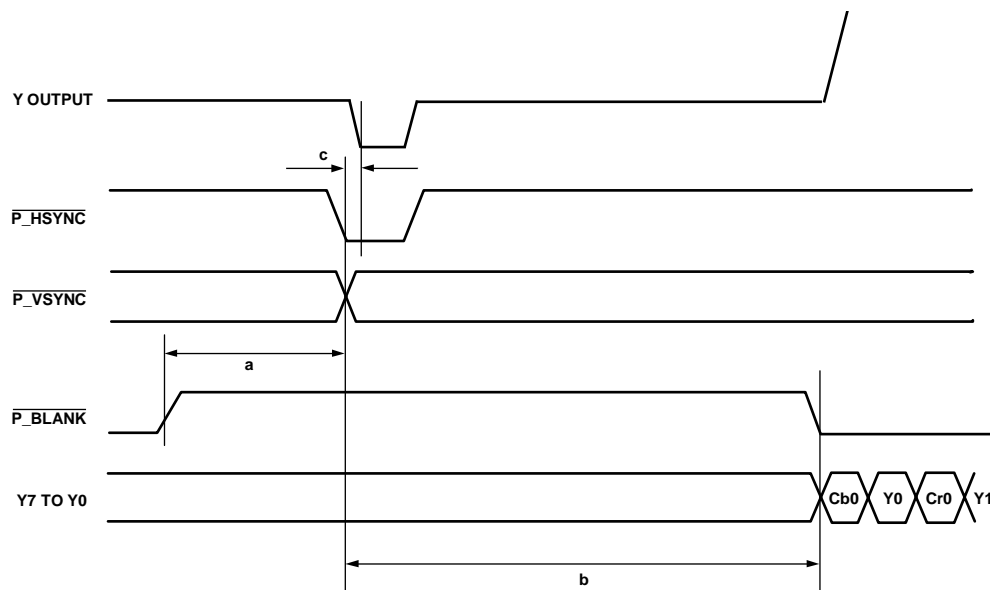 Y OUTPUT
c
P_HSYNC
P_VSYNC
a
P_BLANK
Y7 TO Y0
Cb0 Y0 Cr0 Y1
b